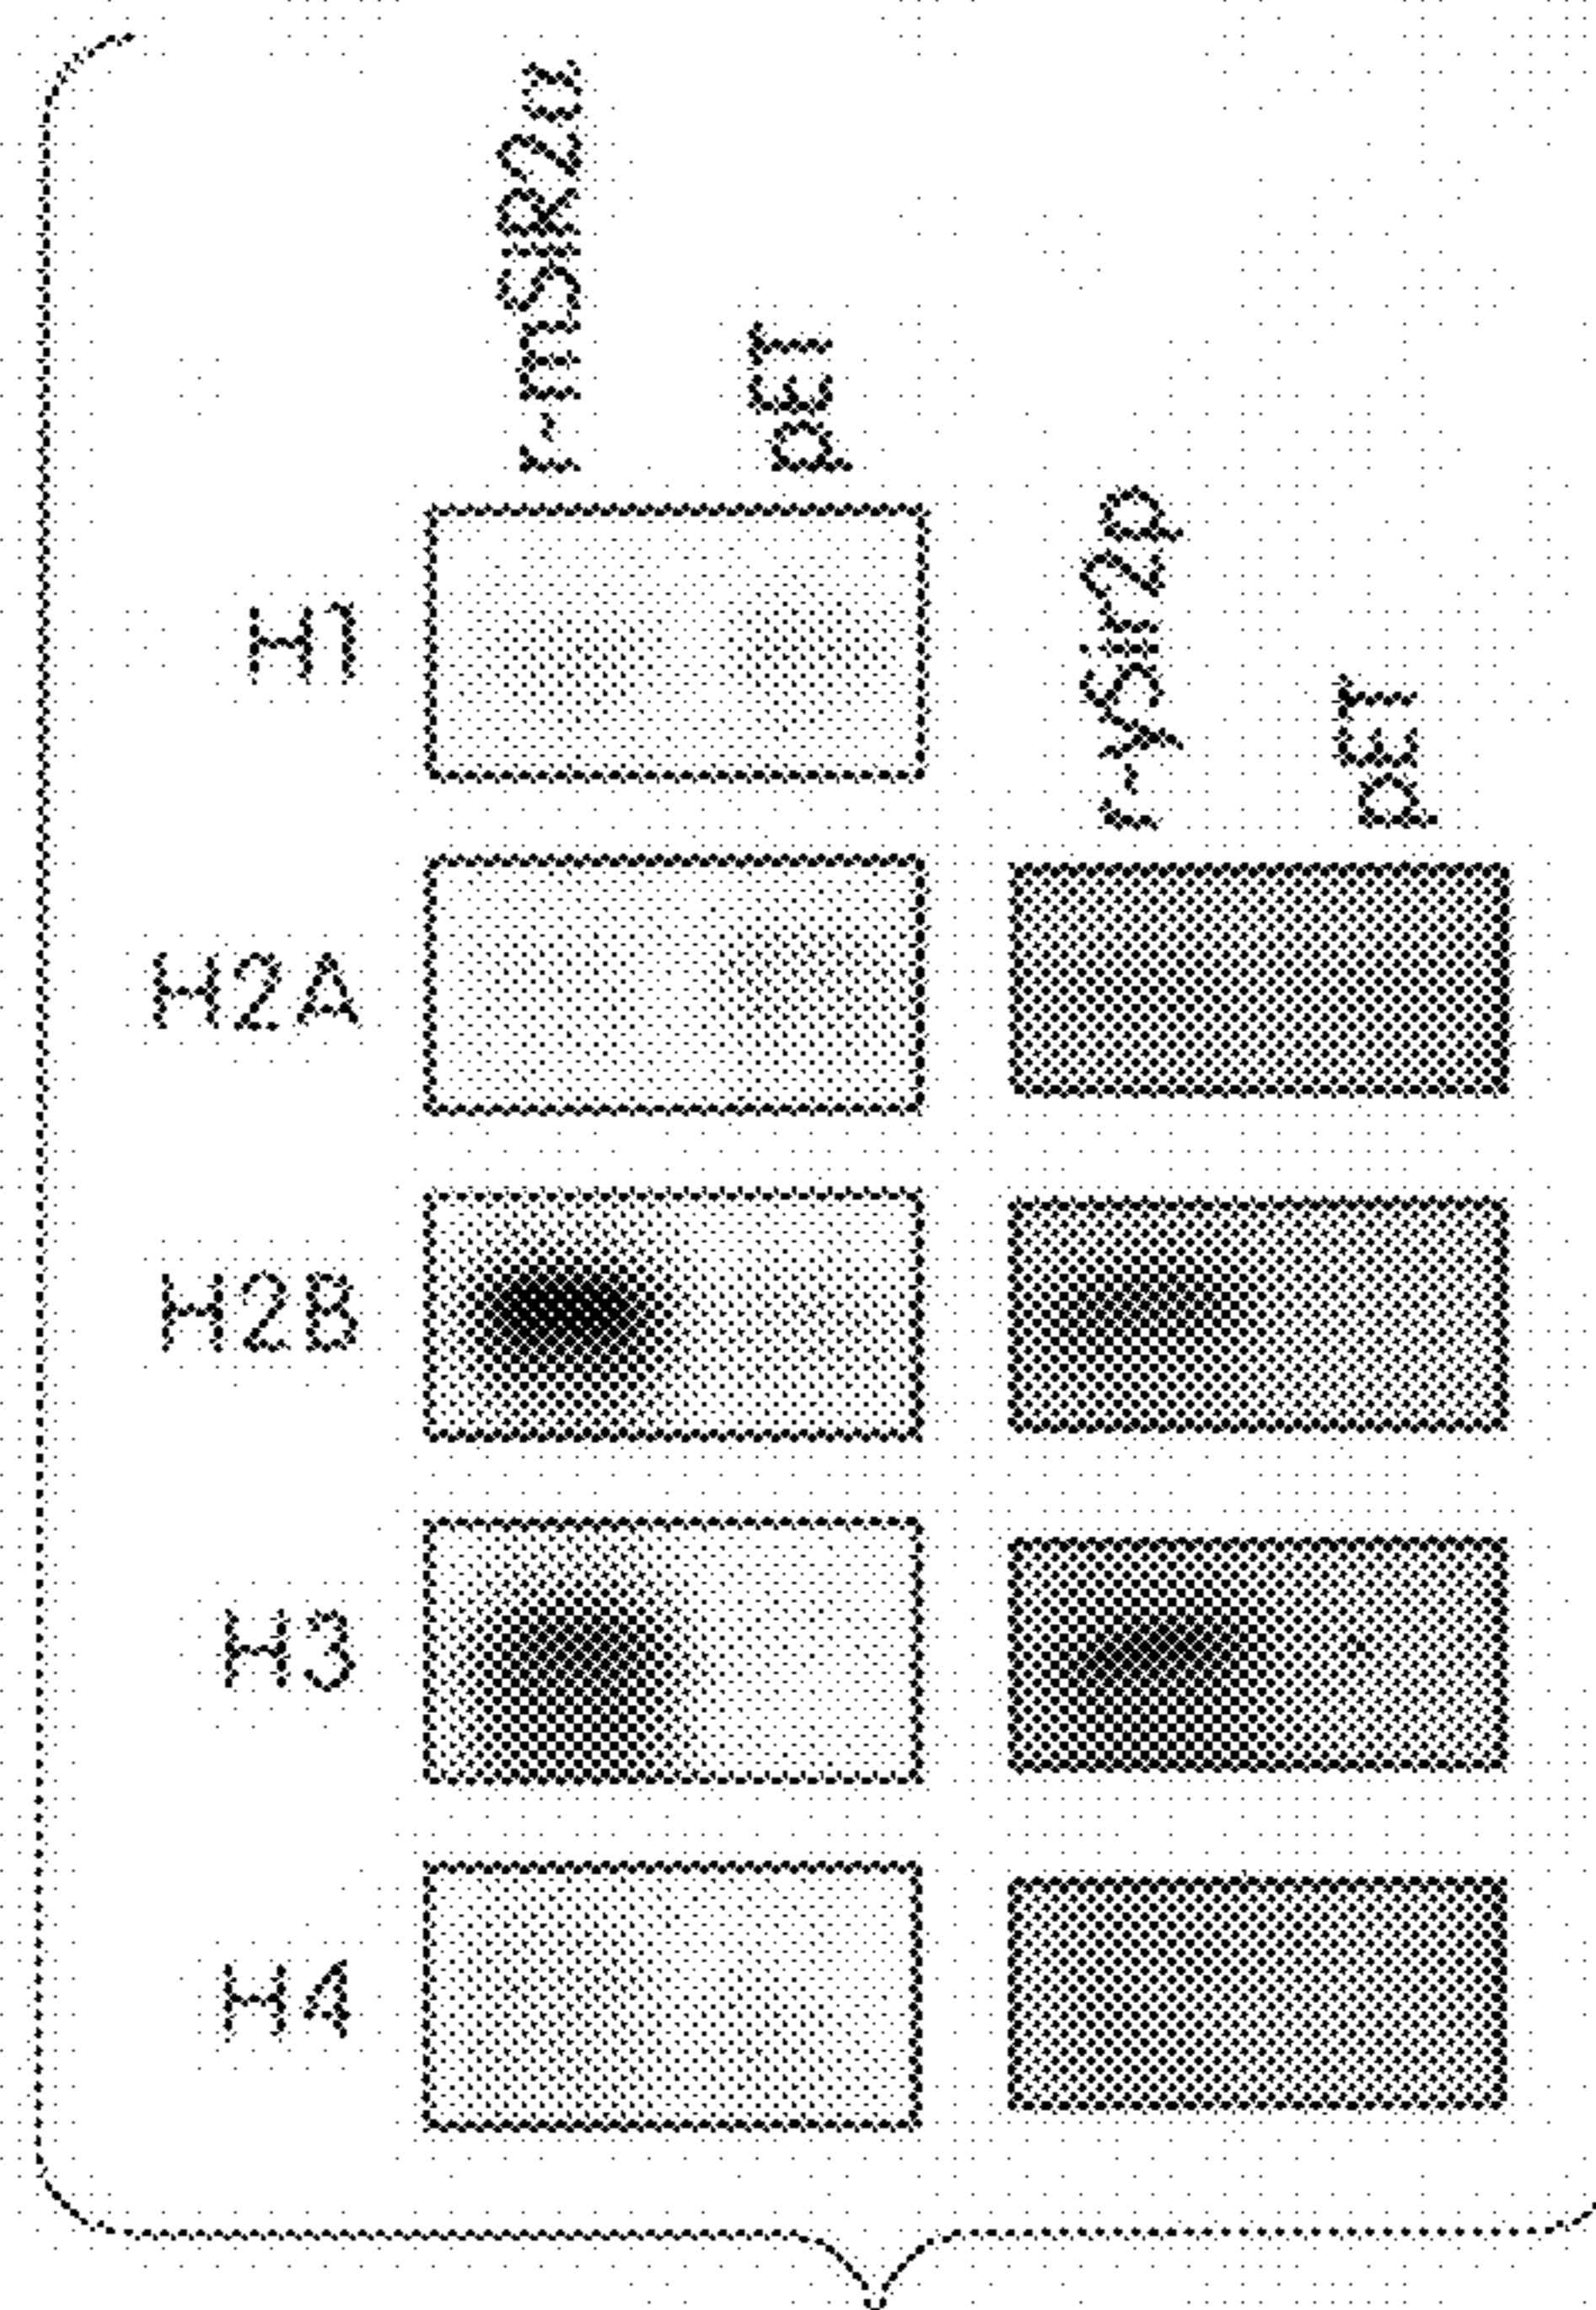 r-mSIR2α
pET
H1
r-ySir2p
pET
H2A
H2B
H3
H4